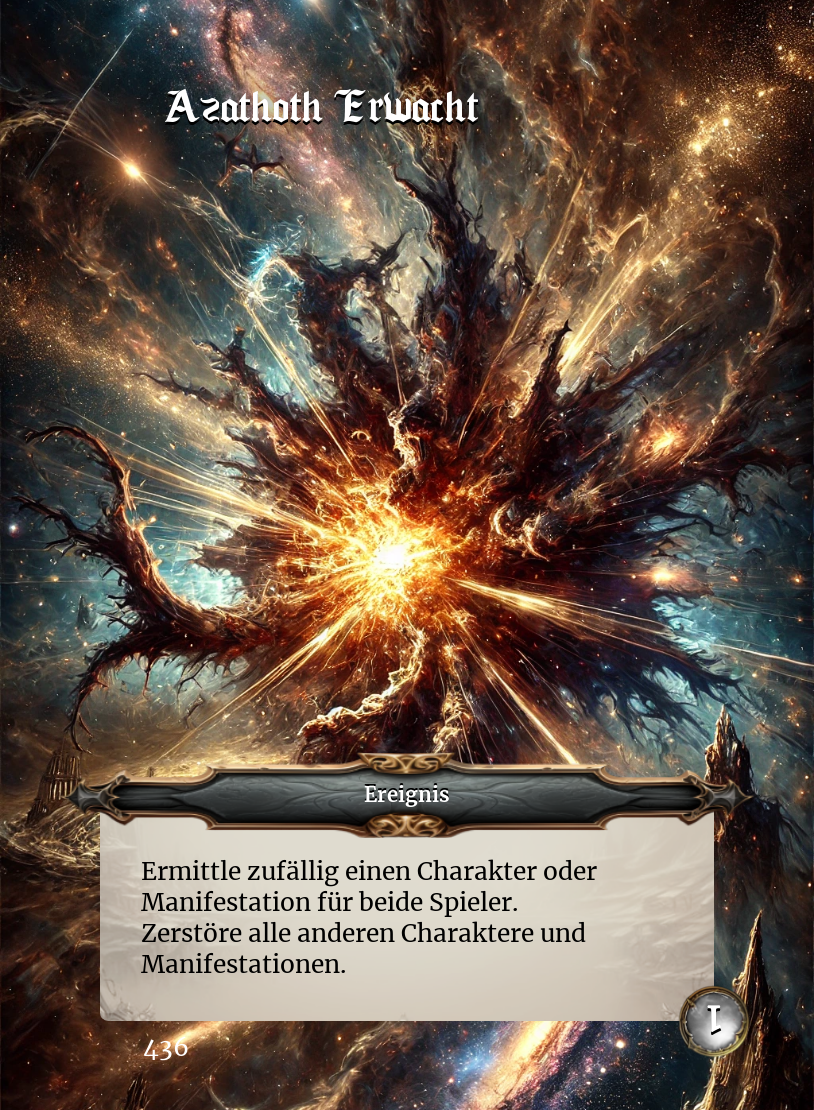 Azathoth Erwacht
Ereignis
Ermittle zufällig einen Charakter oder
Manifestation für beide Spieler.
Zerstöre alle anderen Charaktere und
Manifestationen.
436